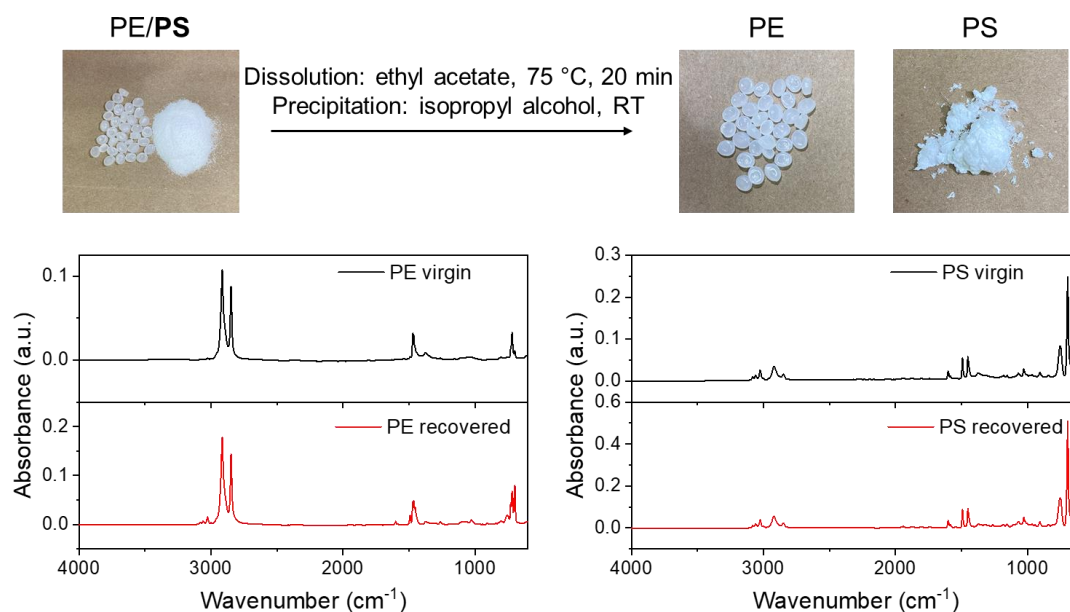 PE/PS
Dissolution: ethyl acetate, 75 °C, 20 min
Precipitation: isopropyl alcohol, RT
PE
PS
PE virgin
0.1
0.0
PE recovered
0.2
0.1
0.0
Absorbance (a.u.)
4000 3000 2000 1000
Wavenumber (cm⁻¹)
PS virgin
0.3
0.2
0.1
0.0
PS recovered
0.6
0.4
0.2
0.0
Absorbance (a.u.)
4000 3000 2000 1000
Wavenumber (cm⁻¹)